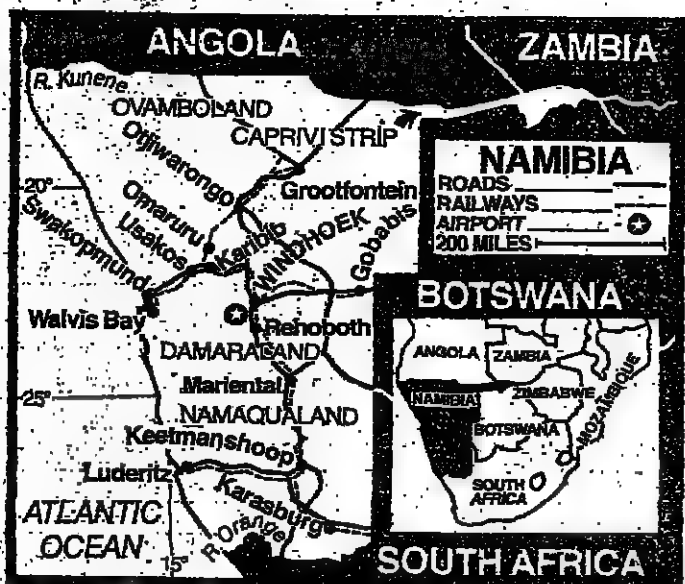 ANGOLA
ZAMBIA
R. Kunene
OVAMBOLAND
CAPRIVI STRIP
Otjiwarongo
Grootfontein
20°
Omaruru
Swakopmund
Usakos
Karibib
WINDHOEK
Gobabis
Walvis Bay
Rehoboth
DAMARALAND
Mariental
25°
NAMAQUALAND
Keetmanshoop
Luderitz
Karasburg
ATLANTIC
OCEAN
R. Orange
15°
SOUTH AFRICA
NAMIBIA
ROADS
RAILWAYS
AIRPORT
200 MILES
BOTSWANA
ANGOLA
ZAMBIA
NAMIBIA
ZIMBABWE
MOZAMBIQUE
BOTSWANA
SOUTH
AFRICA